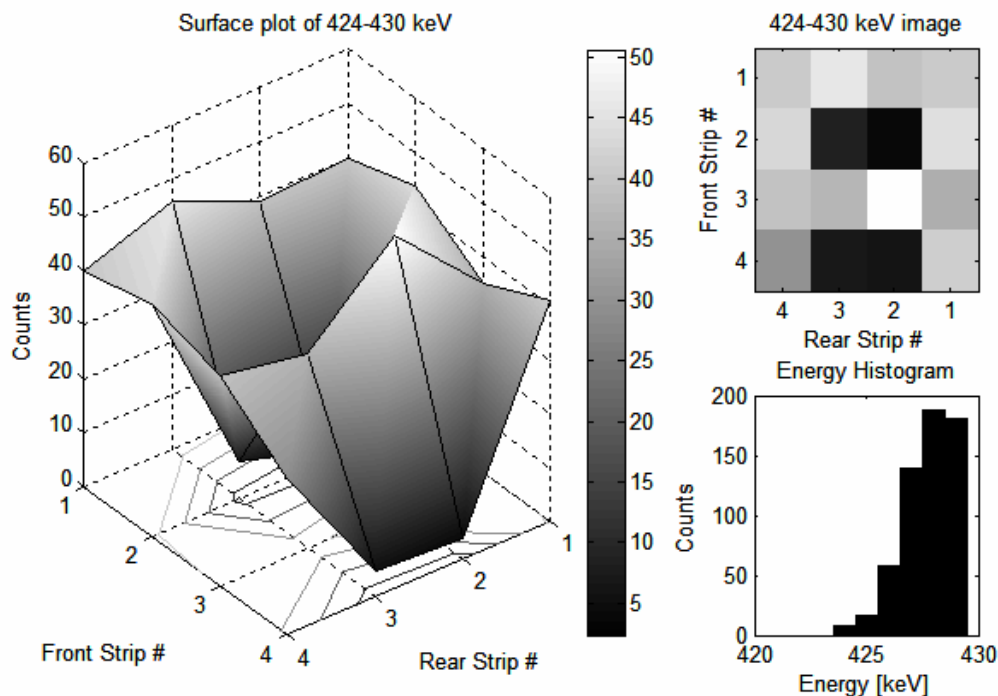 Surface plot of 424-430 keV
60
50
40
30
20
10
0
Counts
1
2
3
4
Front Strip #
4
3
2
1
Rear Strip #
50
45
40
35
30
25
20
15
10
5
424-430 keV image
1
2
3
4
Front Strip #
4 3 2 1
Rear Strip #
Energy Histogram
200
150
100
50
0
Counts
420 425 430
Energy [keV]